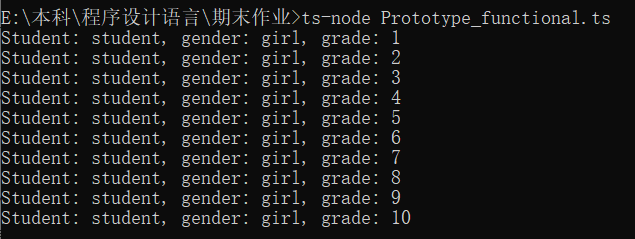 E:\本科\程序设计语言\期末作业>ts-node Prototype_functional.ts
Student: student, gender: girl, grade: 1
Student: student, gender: girl, grade: 2
Student: student, gender: girl, grade: 3
Student: student, gender: girl, grade: 4
Student: student, gender: girl, grade: 5
Student: student, gender: girl, grade: 6
Student: student, gender: girl, grade: 7
Student: student, gender: girl, grade: 8
Student: student, gender: girl, grade: 9
Student: student, gender: girl, grade: 10